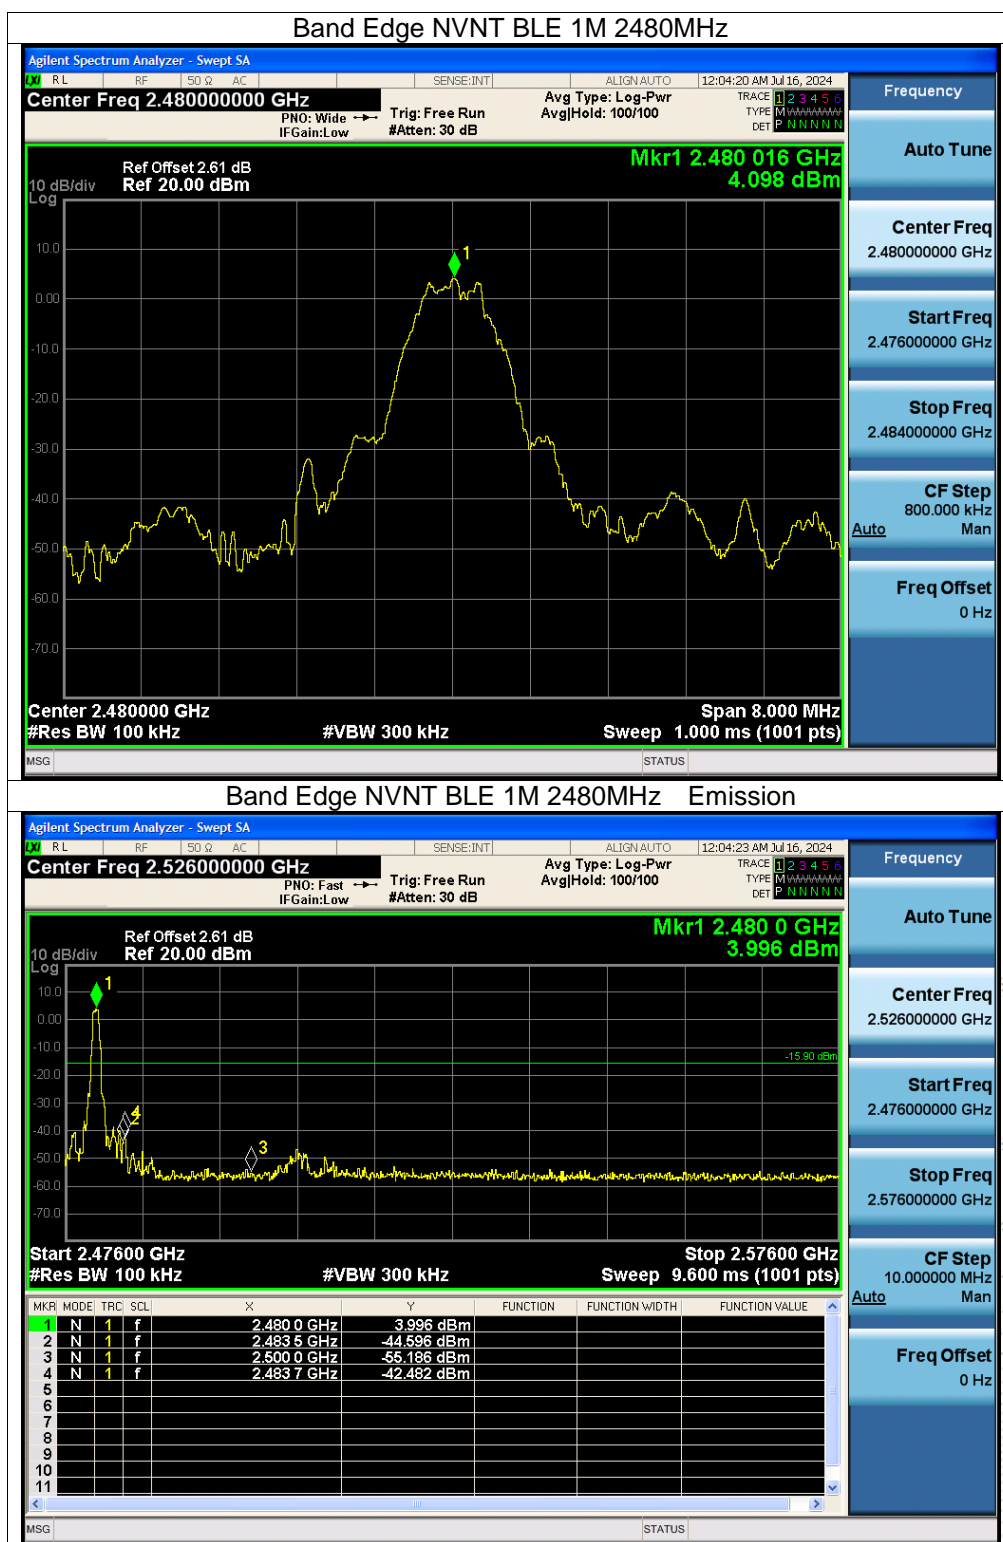 Band Edge NVNT BLE 1M 2480MHz
Agilent Spectrum Analyzer - Swept SA
LXI RL RF 50 Ω AC SENSE:INT ALIGN AUTO 12:04:20 AM Jul 16, 2024
Center Freq 2.480000000 GHz
PNO: Wide
IFGain:Low
Trig: Free Run
#Atten: 30 dB
Avg Type: Log-Pwr
Avg|Hold: 100/100
TRACE 1 2 3 4 5 6
TYPE M WWWWW
DET P N N N N N
Frequency
Auto Tune
Center Freq
2.480000000 GHz
Start Freq
2.476000000 GHz
Stop Freq
2.484000000 GHz
CF Step
800.000 kHz
Auto Man
Freq Offset
0 Hz
Mkr1 2.480 016 GHz
4.098 dBm
Ref Offset 2.61 dB
10 dB/div Ref 20.00 dBm
Log
10.0
0.00
-10.0
-20.0
-30.0
-40.0
-50.0
-60.0
-70.0
1
Center 2.480000 GHz Span 8.000 MHz
#Res BW 100 kHz #VBW 300 kHz Sweep 1.000 ms (1001 pts)
MSG STATUS
Band Edge NVNT BLE 1M 2480MHz Emission
Agilent Spectrum Analyzer - Swept SA
LXI RL RF 50 Ω AC SENSE:INT ALIGN AUTO 12:04:23 AM Jul 16, 2024
Center Freq 2.526000000 GHz
PNO: Fast
IFGain:Low
Trig: Free Run
#Atten: 30 dB
Avg Type: Log-Pwr
Avg|Hold: 100/100
TRACE 1 2 3 4 5 6
TYPE M WWWWW
DET P N N N N N
Frequency
Auto Tune
Center Freq
2.526000000 GHz
Start Freq
2.476000000 GHz
Stop Freq
2.576000000 GHz
CF Step
10.000000 MHz
Auto Man
Freq Offset
0 Hz
Mkr1 2.480 0 GHz
3.996 dBm
Ref Offset 2.61 dB
10 dB/div Ref 20.00 dBm
Log
10.0
0.00
-10.0
-20.0
-30.0
-40.0
-50.0
-60.0
-70.0
1
-15.90 dBm
4
2
3
Start 2.47600 GHz Stop 2.57600 GHz
#Res BW 100 kHz #VBW 300 kHz Sweep 9.600 ms (1001 pts)
MKR MODE TRC SCL X Y FUNCTION FUNCTION WIDTH FUNCTION VALUE
1 N 1 f 2.480 0 GHz 3.996 dBm
2 N 1 f 2.483 5 GHz -44.596 dBm
3 N 1 f 2.500 0 GHz -55.186 dBm
4 N 1 f 2.483 7 GHz -42.482 dBm
5
6
7
8
9
10
11
MSG STATUS